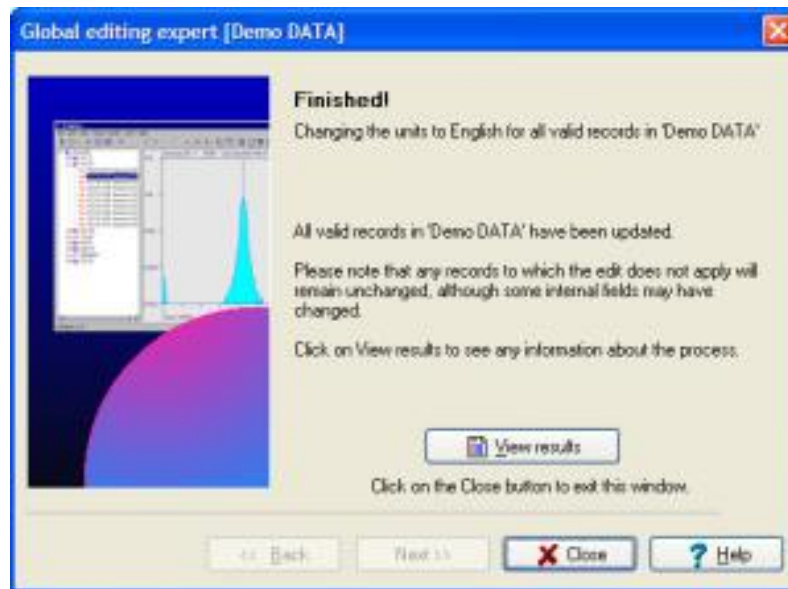 Global editing expert [Demo DATA]
Finished!
Changing the units to English for all valid records in 'Demo DATA'
All valid records in 'Demo DATA' have been updated.
Please note that any records to which the edit does not apply will
remain unchanged, although some internal fields may have
changed.
Click on View results to see any information about the process.
View results
Click on the Close button to exit this window.
<< Back
Next >>
Close
Help